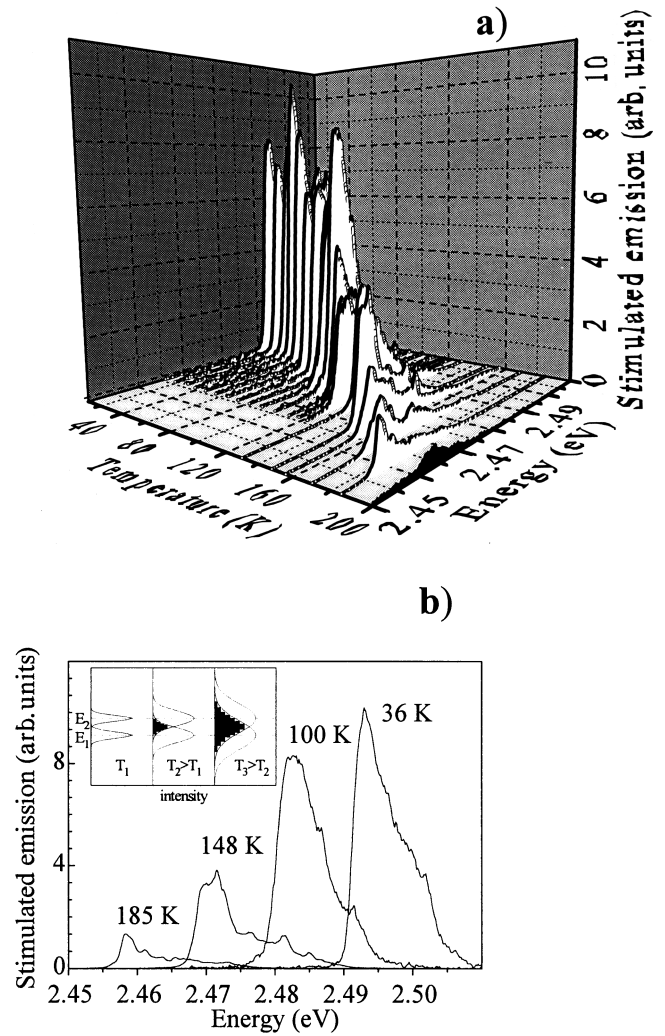 a)
Stimulated emission (arb. units)
10
8
6
4
2
0
40
80
120
160
200
Temperature (K)
2.45
2.47
2.49
Energy (eV)
b)
Stimulated emission (arb. units)
8
4
0
E2
E1
T1
T2>T1
T3>T2
intensity
36 K
100 K
148 K
185 K
2.45 2.46 2.47 2.48 2.49 2.50
Energy (eV)